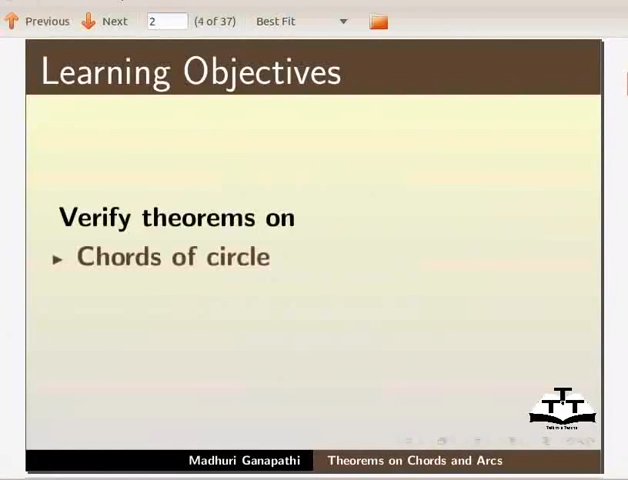 Previous Next 2 (4 of 37) Best Fit
Learning Objectives
Verify theorems on
▸ Chords of circle
Madhuri Ganapathi Theorems on Chords and Arcs